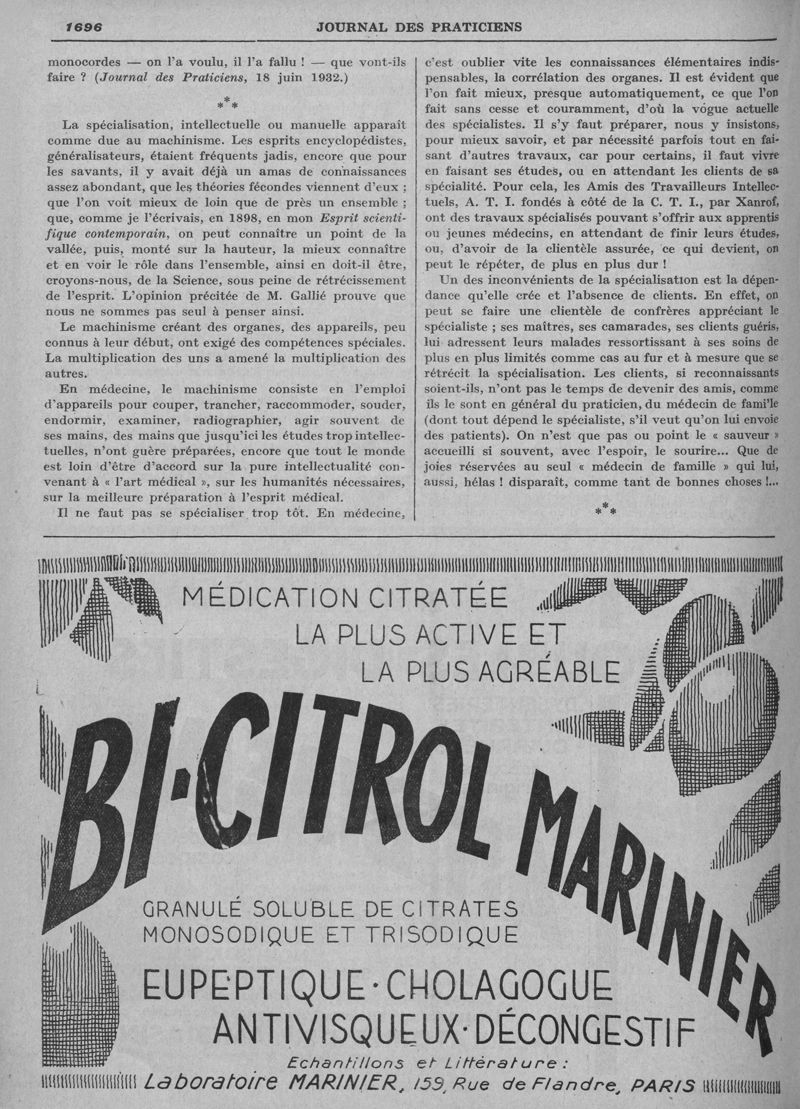 1696
JOURNAL DES PRATICIENS
monocordes — on l'a voulu, il l'a fallu ! — que vont-ils
faire ? (Journal des Praticiens, 18 juin 1932.)
***
La spécialisation, intellectuelle ou manuelle apparaît
comme due au machinisme. Les esprits encyclopédistes,
généralisateurs, étaient fréquents jadis, encore que pour
les savants, il y avait déjà un amas de connaissances
assez abondant, que les théories fécondes viennent d'eux ;
que l'on voit mieux de loin que de près un ensemble ;
que, comme je l'écrivais, en 1898, en mon Esprit scienti-
fique contemporain, on peut connaître un point de la
vallée, puis, monté sur la hauteur, la mieux connaître
et en voir le rôle dans l'ensemble, ainsi en doit-il être,
croyons-nous, de la Science, sous peine de rétrécissement
de l'esprit. L'opinion précitée de M. Gallié prouve que
nous ne sommes pas seul à penser ainsi.
Le machinisme créant des organes, des appareils, peu
connus à leur début, ont exigé des compétences spéciales.
La multiplication des uns a amené la multiplication des
autres.
En médecine, le machinisme consiste en l'emploi
d'appareils pour couper, trancher, raccommoder, souder,
endormir, examiner, radiographier, agir souvent de
ses mains, des mains que jusqu'ici les études trop intellec-
tuelles, n'ont guère préparées, encore que tout le monde
est loin d'être d'accord sur la pure intellectualité con-
venant à « l'art médical », sur les humanités nécessaires,
sur la meilleure préparation à l'esprit médical.
Il ne faut pas se spécialiser trop tôt. En médecine,
c'est oublier vite les connaissances élémentaires indis-
pensables, la corrélation des organes. Il est évident que
l'on fait mieux, presque automatiquement, ce que l'on
fait sans cesse et couramment, d'où la vogue actuelle
des spécialistes. Il s'y faut préparer, nous y insistons,
pour mieux savoir, et par nécessité parfois tout en fai-
sant d'autres travaux, car pour certains, il faut vivre
en faisant ses études, ou en attendant les clients de sa
spécialité. Pour cela, les Amis des Travailleurs Intellec-
tuels, A. T. I. fondés à côté de la C. T. I., par Xanrof,
ont des travaux spécialisés pouvant s'offrir aux apprentis
ou jeunes médecins, en attendant de finir leurs études,
ou, d'avoir de la clientèle assurée, ce qui devient, on
peut le répéter, de plus en plus dur !
Un des inconvénients de la spécialisation est la dépen-
dance qu'elle crée et l'absence de clients. En effet, on
peut se faire une clientèle de confrères appréciant le
spécialiste ; ses maîtres, ses camarades, ses clients guéris,
lui adressent leurs malades ressortissant à ses soins de
plus en plus limités comme cas au fur et à mesure que se
rétrécit la spécialisation. Les clients, si reconnaissants
soient-ils, n'ont pas le temps de devenir des amis, comme
ils le sont en général du praticien, du médecin de fami'le
(dont tout dépend le spécialiste, s'il veut qu'on lui envoie
des patients). On n'est que pas ou point le « sauveur »
accueilli si souvent, avec l'espoir, le sourire... Que de
joies réservées au seul « médecin de famille » qui lui,
aussi, hélas ! disparaît, comme tant de bonnes choses !...
***
MÉDICATION CITRATÉE
LA PLUS ACTIVE ET
LA PLUS AGRÉABLE
BI-CITROL MARINIER
GRANULÉ SOLUBLE DE CITRATES
MONOSODIQUE ET TRISODIQUE
EUPEPTIQUE · CHOLAGOGUE
ANTIVISQUEUX · DÉCONGESTIF
Echantillons et Littérature :
Laboratoire MARINIER, 159, Rue de Flandre, PARIS